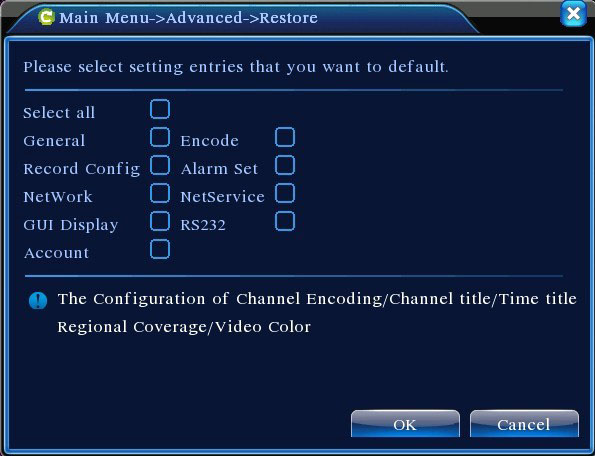 Main Menu->Advanced->Restore
Please select setting entries that you want to default.
Select all
General Encode
Record Config Alarm Set
NetWork NetService
GUI Display RS232
Account
The Configuration of Channel Encoding/Channel title/Time title
Regional Coverage/Video Color
OK Cancel